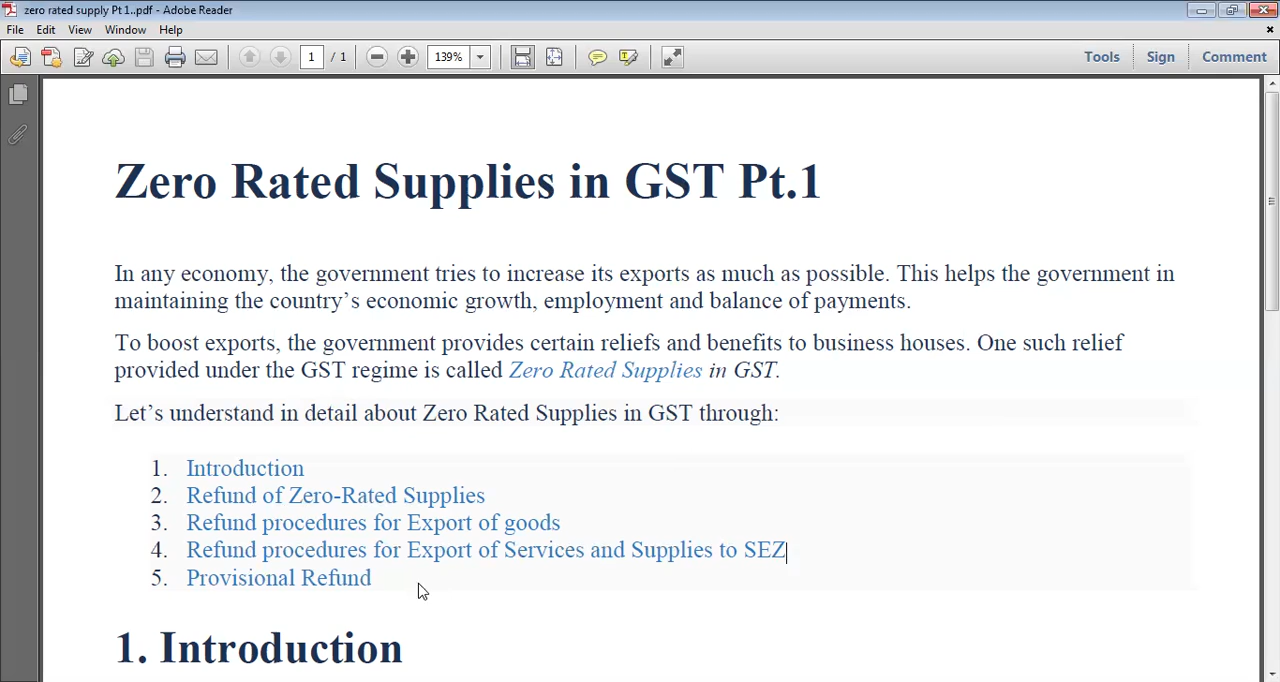 zero rated supply Pt 1..pdf - Adobe Reader
File Edit View Window Help
1 / 1 139% Tools Sign Comment
Zero Rated Supplies in GST Pt.1
In any economy, the government tries to increase its exports as much as possible. This helps the government in
maintaining the country's economic growth, employment and balance of payments.
To boost exports, the government provides certain reliefs and benefits to business houses. One such relief
provided under the GST regime is called Zero Rated Supplies in GST.
Let's understand in detail about Zero Rated Supplies in GST through:
1. Introduction
2. Refund of Zero-Rated Supplies
3. Refund procedures for Export of goods
4. Refund procedures for Export of Services and Supplies to SEZ
5. Provisional Refund
1. Introduction